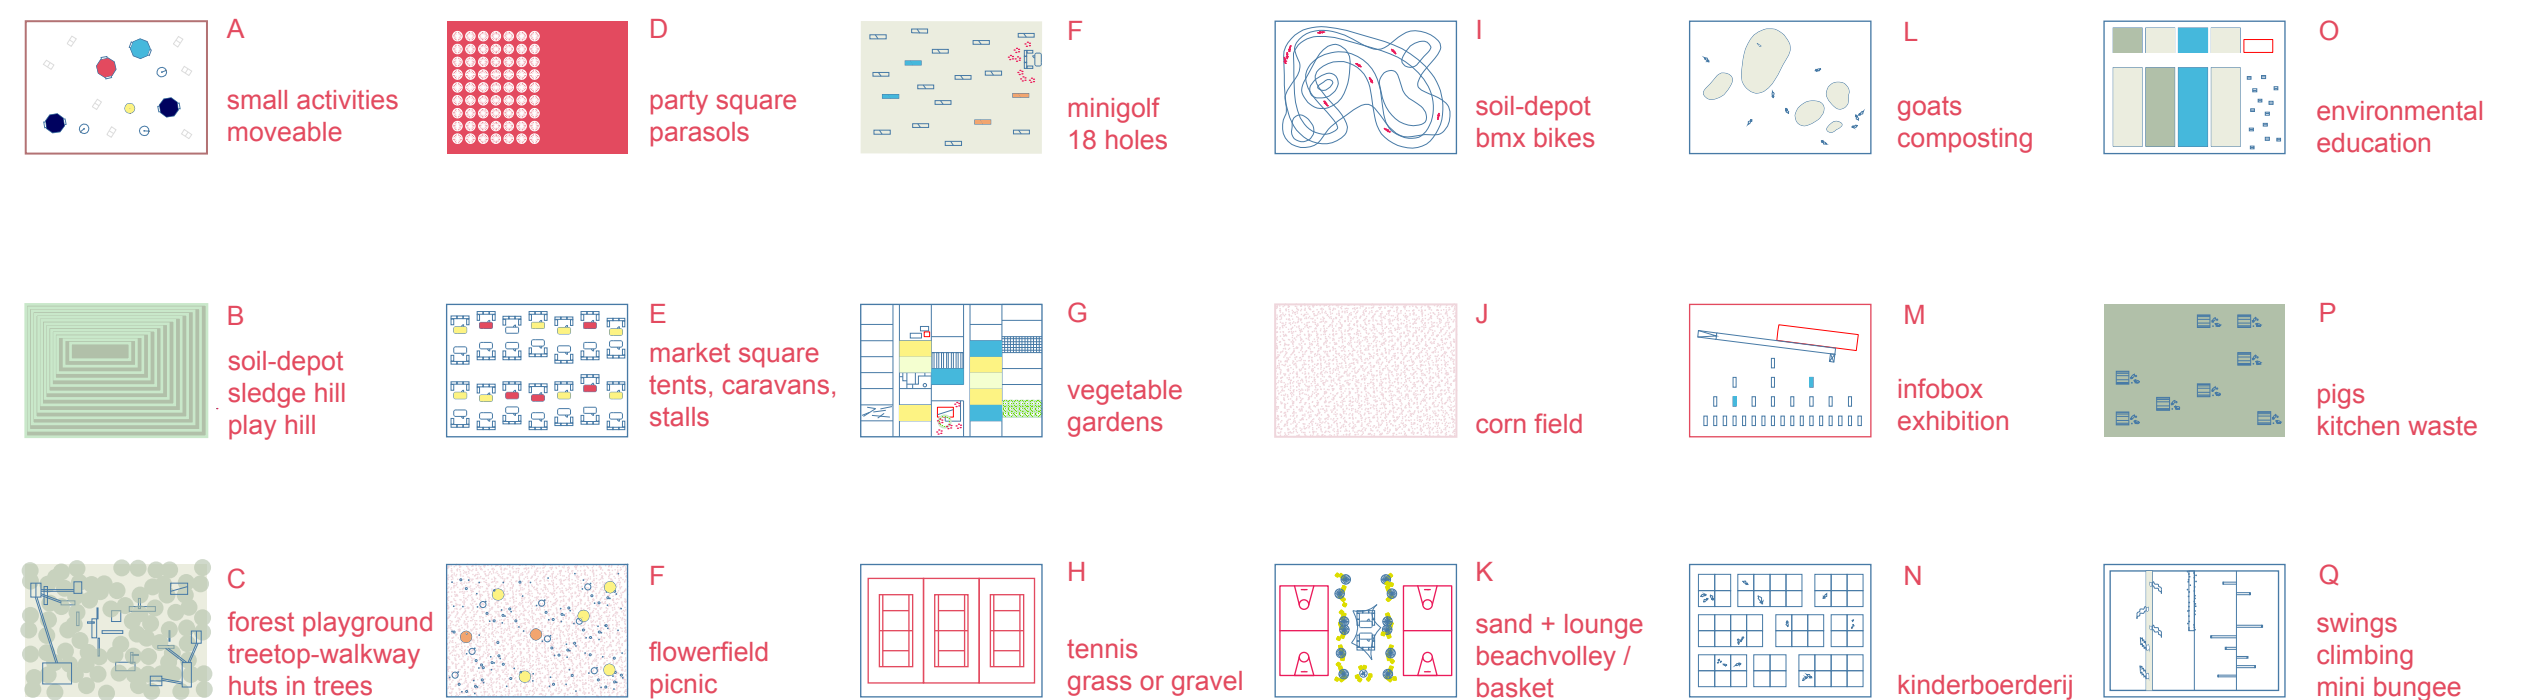 A
small activities
moveable
D
party square
parasols
F
minigolf
18 holes
I
soil-depot
bmx bikes
L
goats
composting
O
environmental
education
B
soil-depot
sledge hill
play hill
E
market square
tents, caravans,
stalls
G
vegetable
gardens
J
corn field
M
infobox
exhibition
P
pigs
kitchen waste
C
forest playground
treetop-walkway
huts in trees
F
flowerfield
picnic
H
tennis
grass or gravel
K
sand + lounge
beachvolley /
basket
N
kinderboerderij
Q
swings
climbing
mini bungee